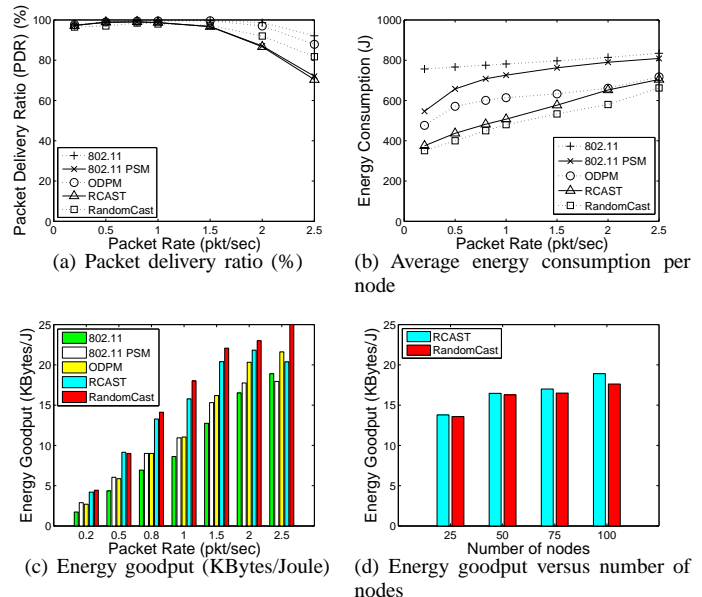 Packet Delivery Ratio (PDR) (%)
100
80
60
40
20
0
802.11
802.11 PSM
ODPM
RCAST
RandomCast
0 0.5 1 1.5 2 2.5
Packet Rate (pkt/sec)
(a) Packet delivery ratio (%)
Energy Consumption (J)
1000
800
600
400
200
0
802.11
802.11 PSM
ODPM
RCAST
RandomCast
0 0.5 1 1.5 2 2.5
Packet Rate (pkt/sec)
(b) Average energy consumption per
node
Energy Goodput (KBytes/J)
25
20
15
10
5
0
802.11
802.11 PSM
ODPM
RCAST
RandomCast
0.2 0.5 0.8 1 1.5 2 2.5
Packet Rate (pkt/sec)
(c) Energy goodput (KBytes/Joule)
Energy Goodput (KBytes/J)
25
20
15
10
5
0
RCAST
RandomCast
25 50 75 100
Number of nodes
(d) Energy goodput versus number of
nodes